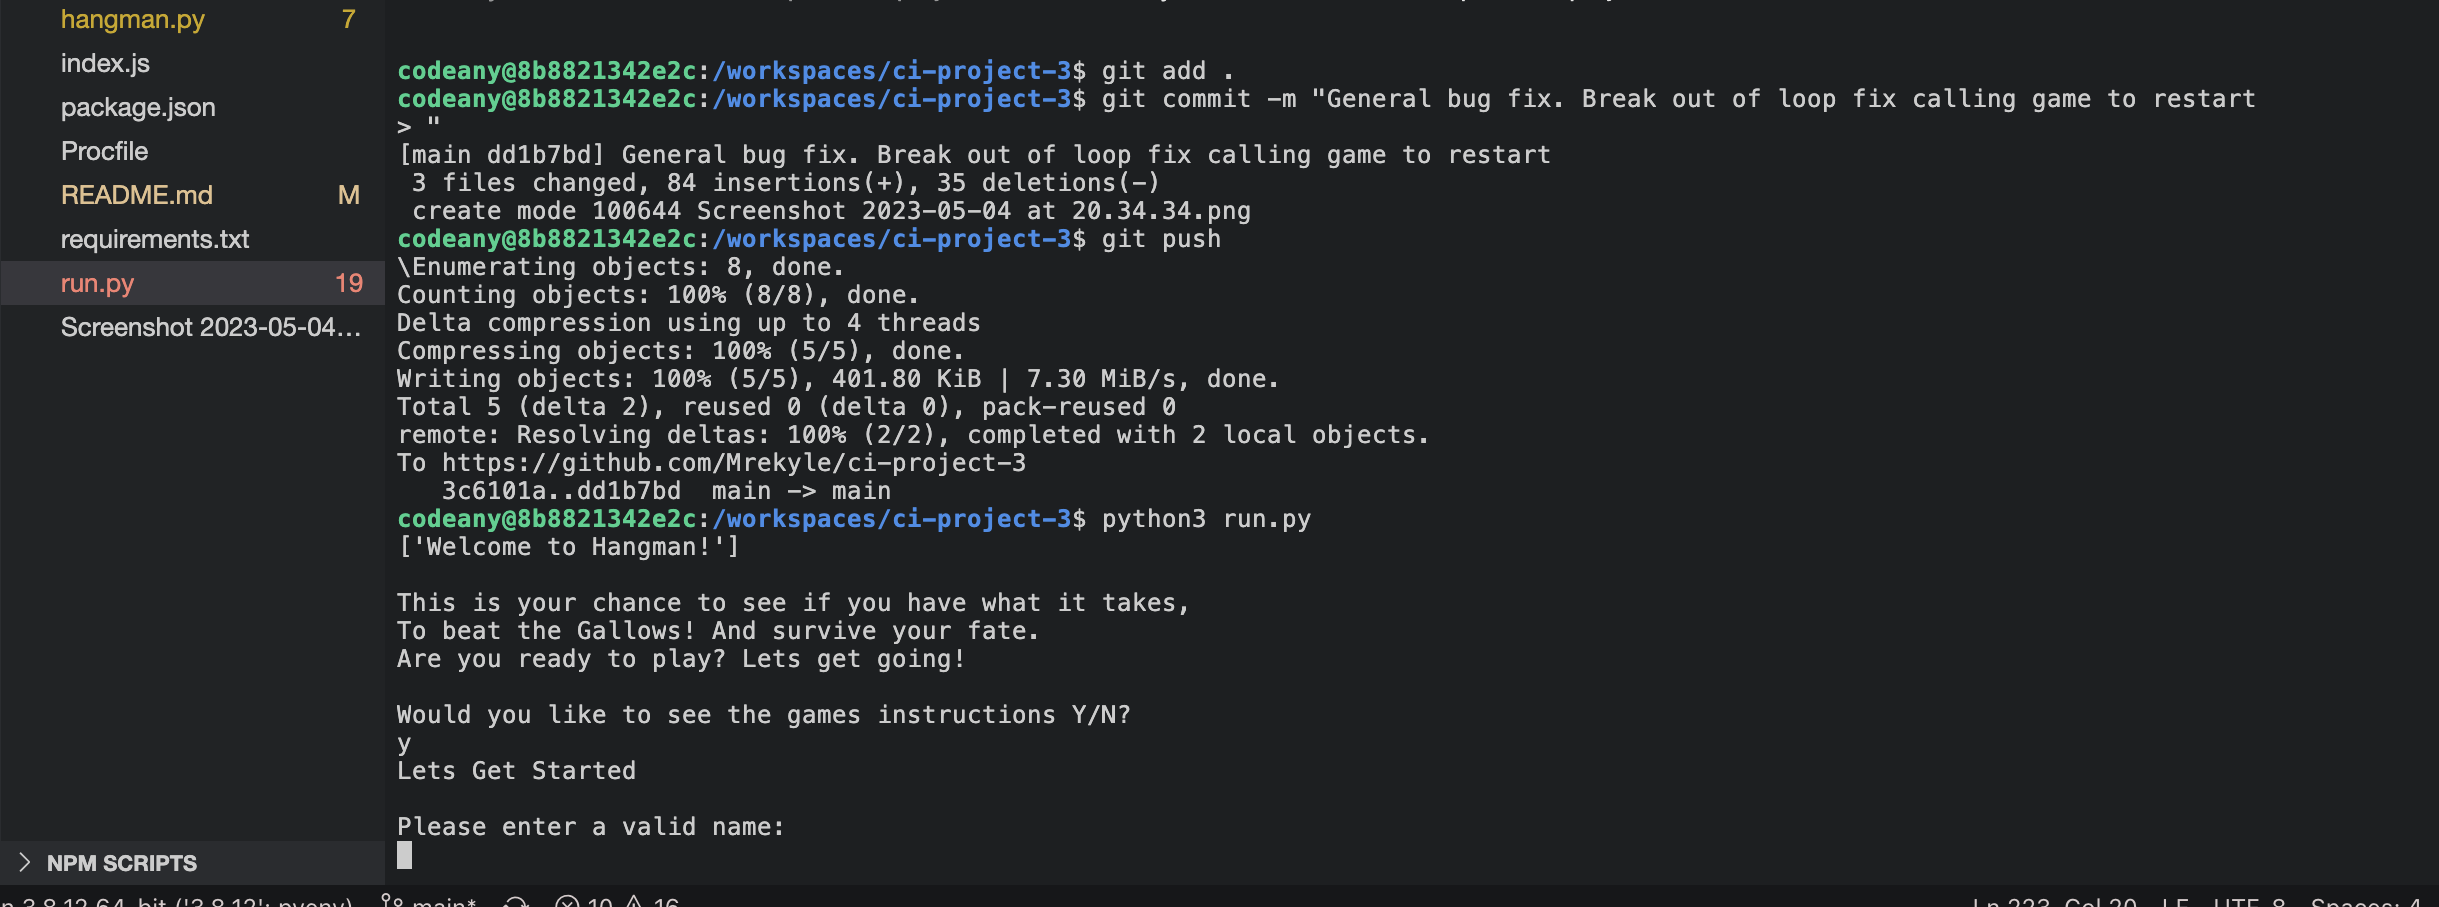 hangman.py 7
index.js
package.json
Procfile
README.md M
requirements.txt
run.py 19
Screenshot 2023-05-04...
NPM SCRIPTS
codeany@8b8821342e2c:/workspaces/ci-project-3$ git add .
codeany@8b8821342e2c:/workspaces/ci-project-3$ git commit -m "General bug fix. Break out of loop fix calling game to restart
> "
[main dd1b7bd] General bug fix. Break out of loop fix calling game to restart
3 files changed, 84 insertions(+), 35 deletions(-)
create mode 100644 Screenshot 2023-05-04 at 20.34.34.png
codeany@8b8821342e2c:/workspaces/ci-project-3$ git push
\Enumerating objects: 8, done.
Counting objects: 100% (8/8), done.
Delta compression using up to 4 threads
Compressing objects: 100% (5/5), done.
Writing objects: 100% (5/5), 401.80 KiB | 7.30 MiB/s, done.
Total 5 (delta 2), reused 0 (delta 0), pack-reused 0
remote: Resolving deltas: 100% (2/2), completed with 2 local objects.
To https://github.com/Mrekyle/ci-project-3
3c6101a..dd1b7bd  main -> main
codeany@8b8821342e2c:/workspaces/ci-project-3$ python3 run.py
['Welcome to Hangman!']
This is your chance to see if you have what it takes,
To beat the Gallows! And survive your fate.
Are you ready to play? Lets get going!
Would you like to see the games instructions Y/N?
y
Lets Get Started
Please enter a valid name:
n 3.8.12 64-bit ('3.8.12': pyenv) main* 10 16 Ln 223, Col 20 LF UTF-8 Spaces: 4